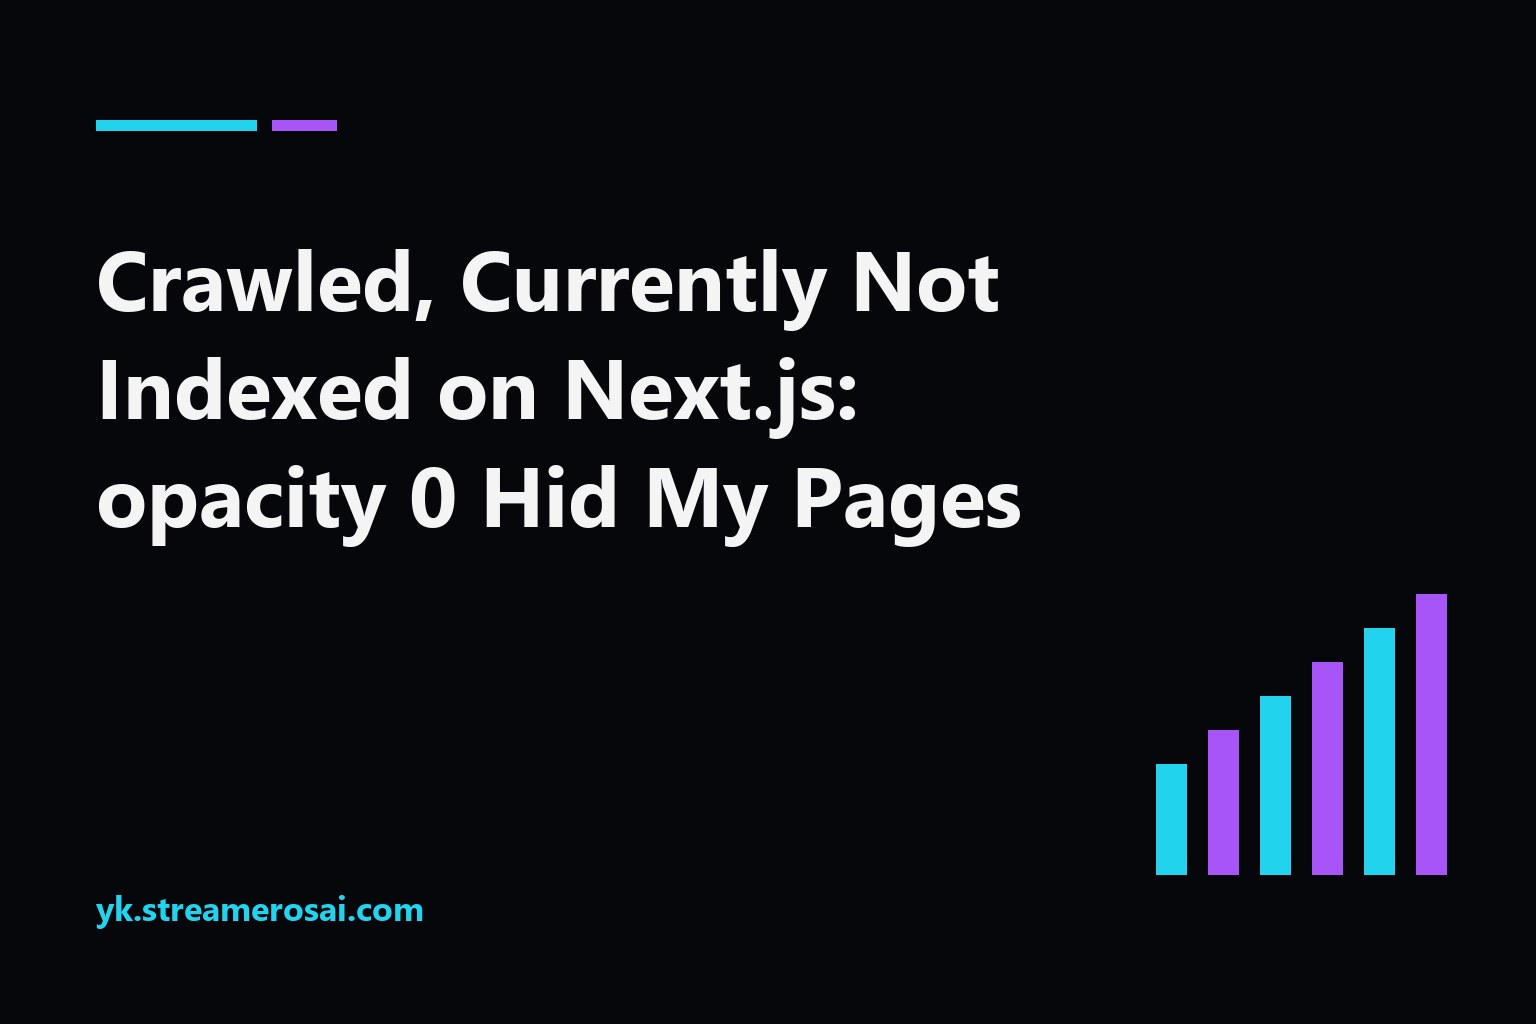 Crawled, Currently Not
Indexed on Next.js:
opacity 0 Hid My Pages
yk.streamerosai.com